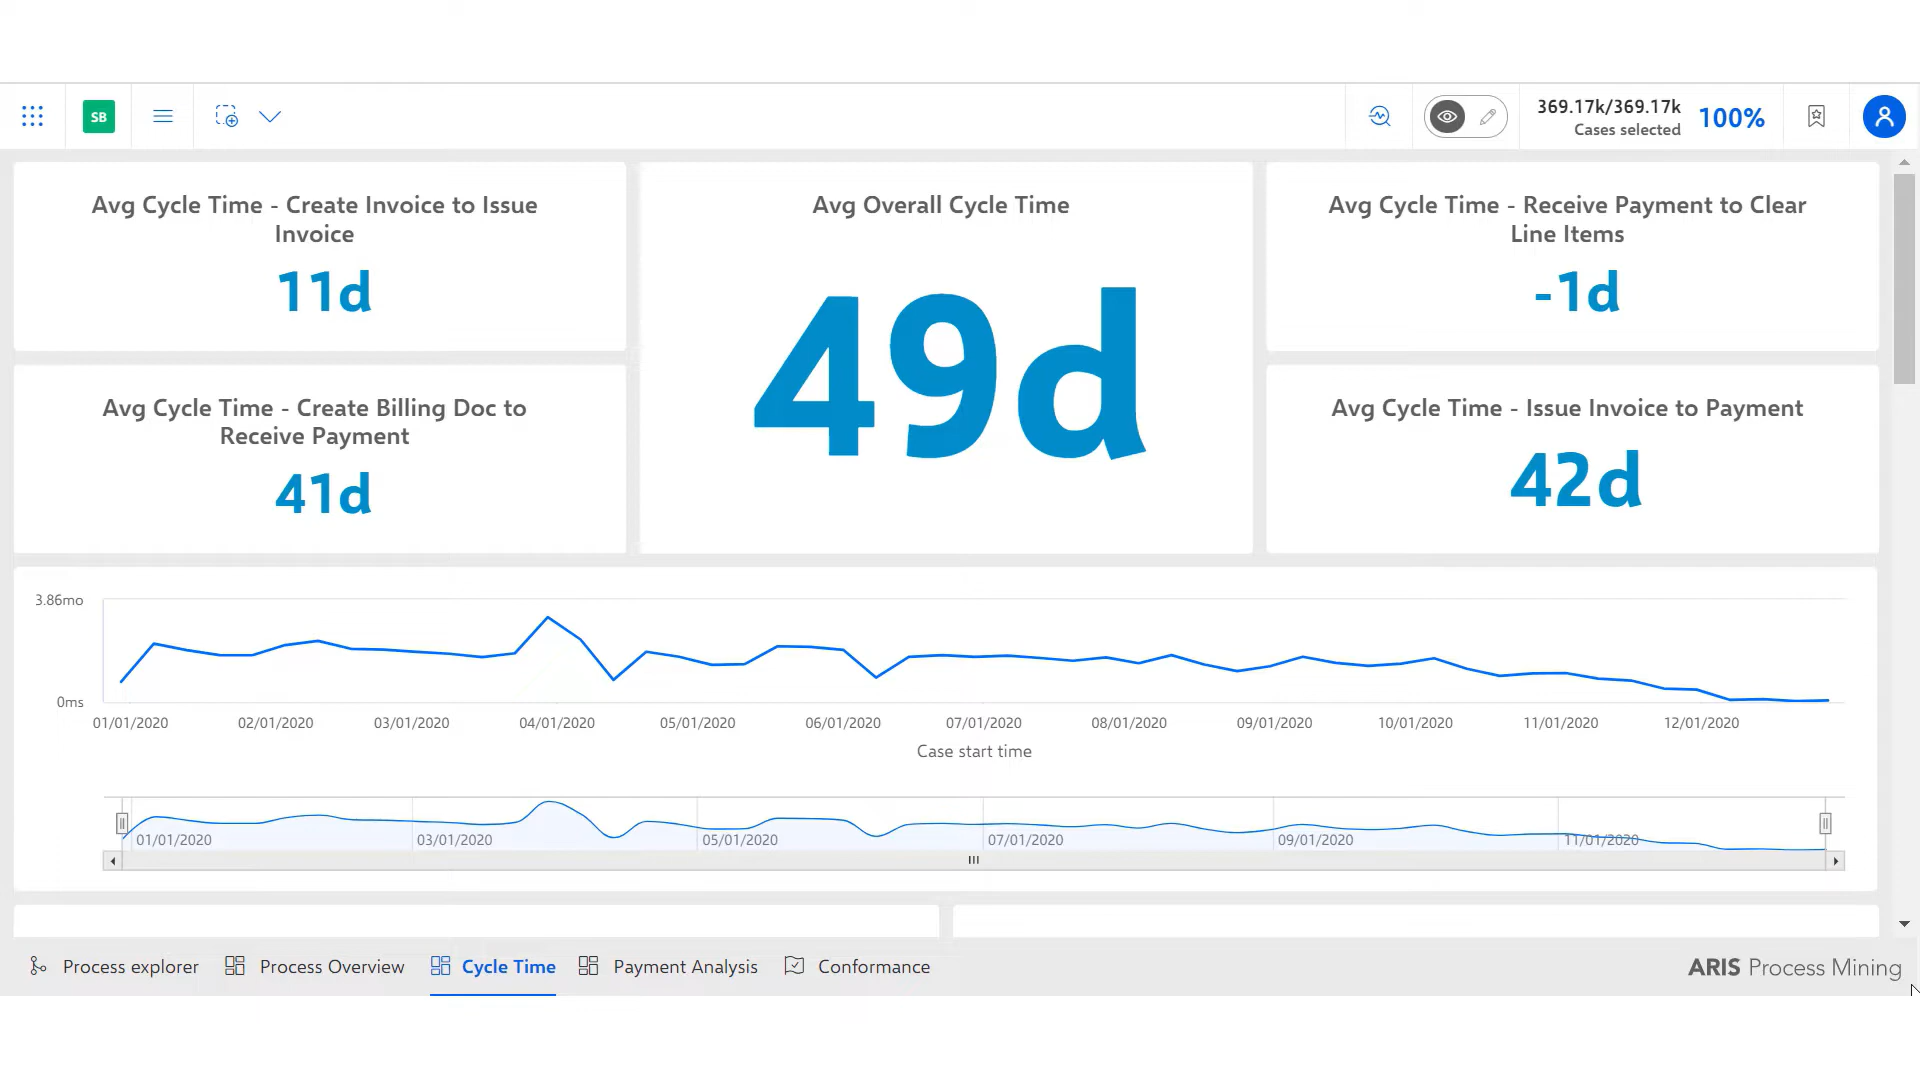 SB
369.17k/369.17k
Cases selected
100%
Avg Cycle Time - Create Invoice to Issue
Invoice
11d
Avg Overall Cycle Time
49d
Avg Cycle Time - Receive Payment to Clear
Line Items
-1d
Avg Cycle Time - Create Billing Doc to
Receive Payment
41d
Avg Cycle Time - Issue Invoice to Payment
42d
3.86mo
0ms
01/01/2020 02/01/2020 03/01/2020 04/01/2020 05/01/2020 06/01/2020 07/01/2020 08/01/2020 09/01/2020 10/01/2020 11/01/2020 12/01/2020
Case start time
01/01/2020 03/01/2020 05/01/2020 07/01/2020 09/01/2020 11/01/2020
Process explorer Process Overview Cycle Time Payment Analysis Conformance
ARIS Process Mining